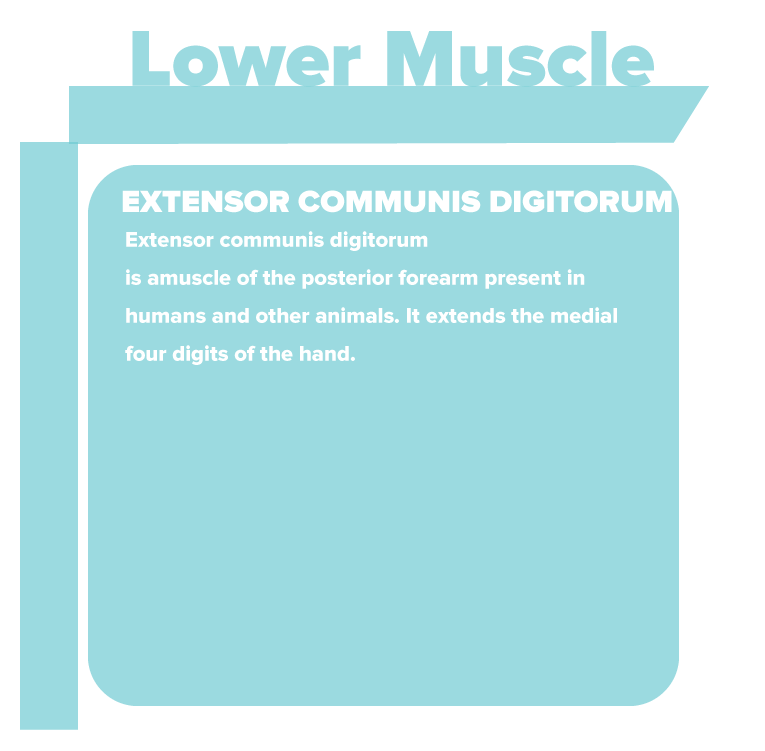 Lower Muscle
EXTENSOR COMMUNIS DIGITORUM
Extensor communis digitorum
is amuscle of the posterior forearm present in
humans and other animals. It extends the medial
four digits of the hand.